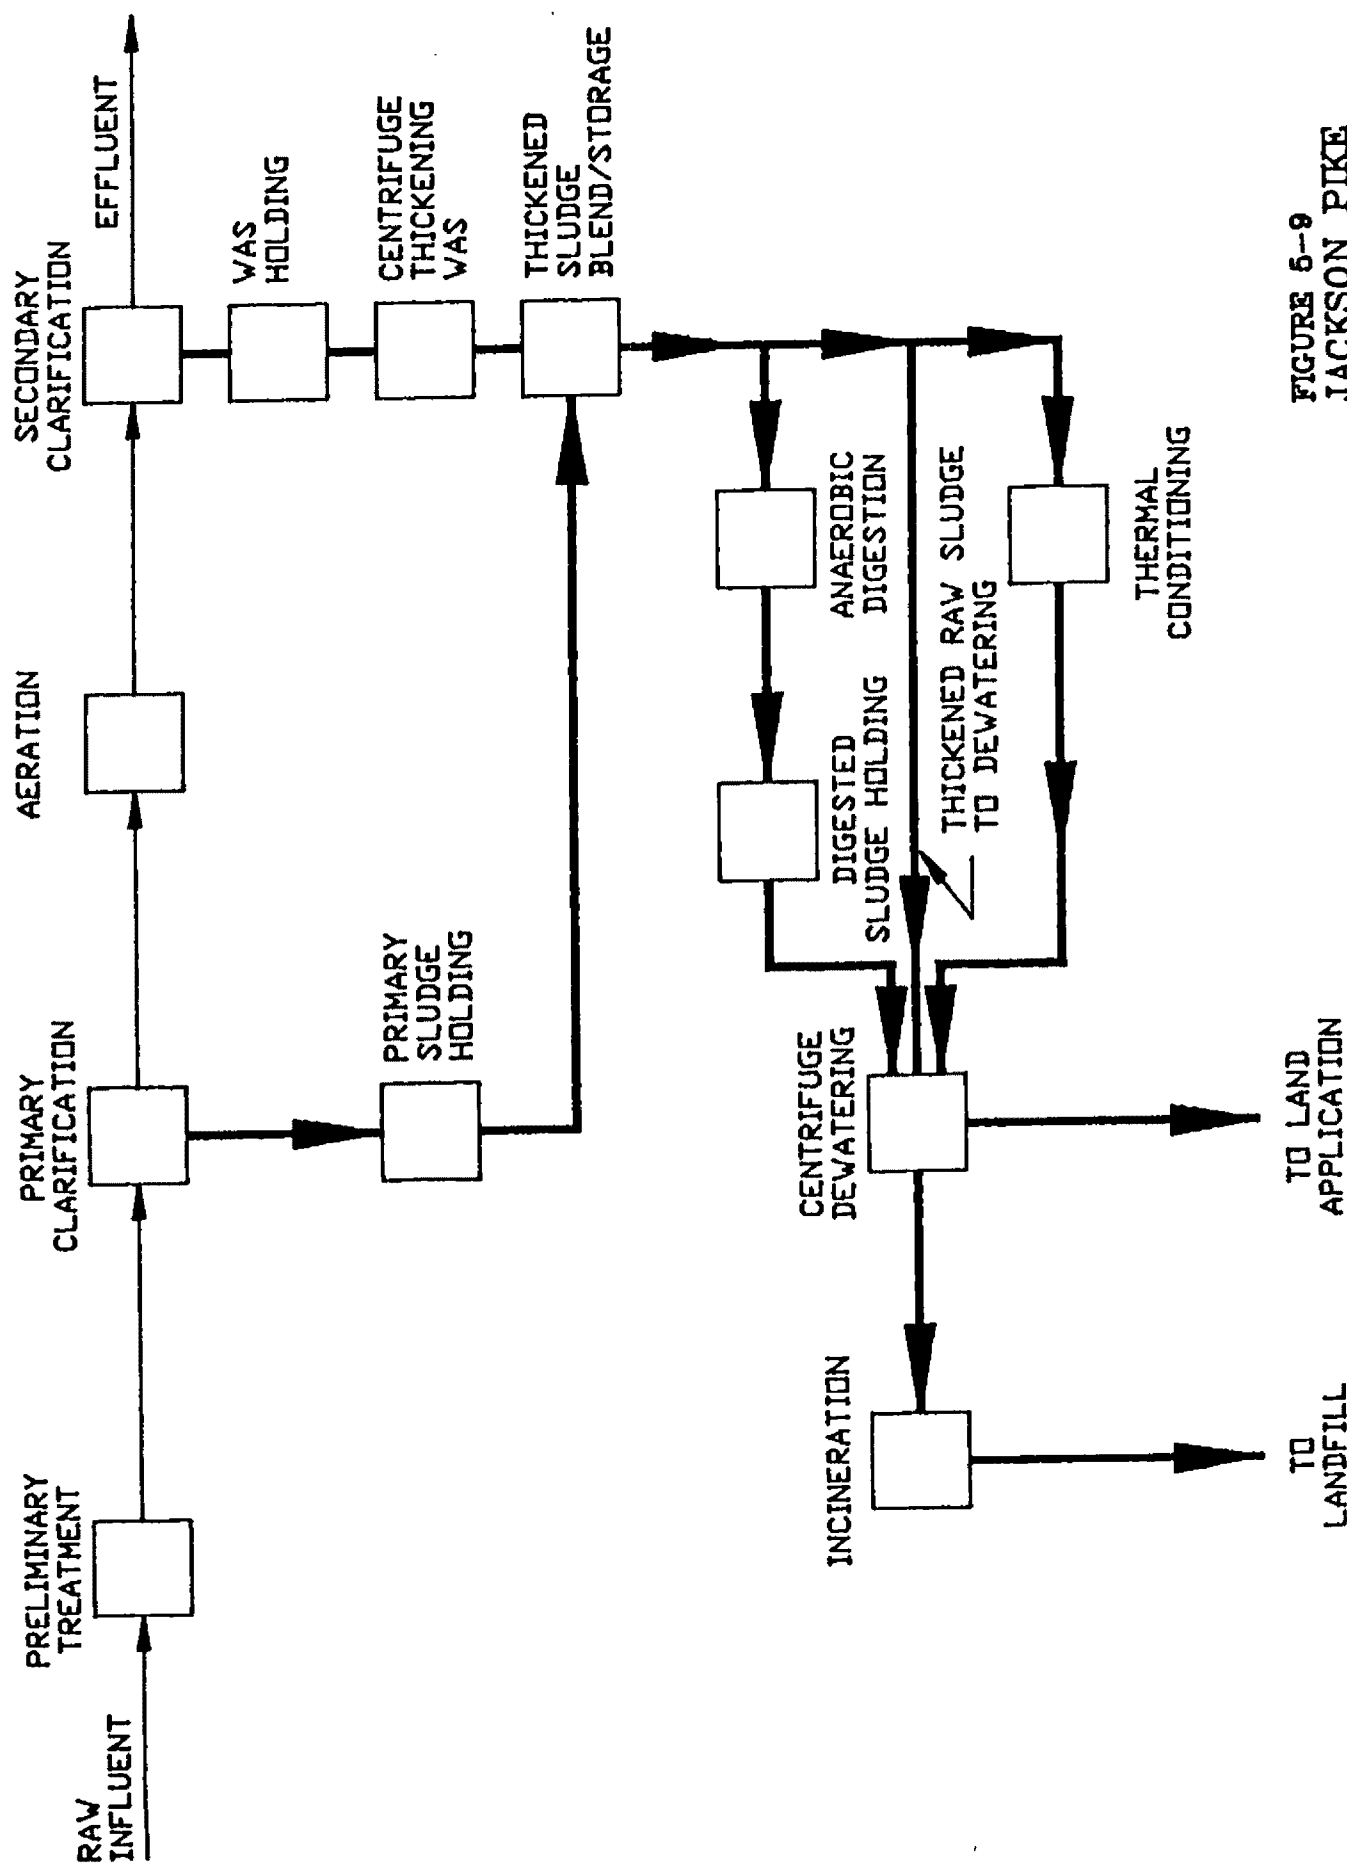 RAW
INFLUENT
PRELIMINARY
TREATMENT
PRIMARY
CLARIFICATION
AERATION
SECONDARY
CLARIFICATION
EFFLUENT
WAS
HOLDING
PRIMARY
SLUDGE
HOLDING
CENTRIFUGE
THICKENING
WAS
THICKENED
SLUDGE
BLEND/STORAGE
ANAEROBIC
DIGESTION
DIGESTED
SLUDGE HOLDING
THICKENED RAW SLUDGE
TO DEWATERING
CENTRIFUGE
DEWATERING
INCINERATION
THERMAL
CONDITIONING
TO LAND
APPLICATION
TO
LANDFILL
FIGURE 5-9
JACKSON PIKE